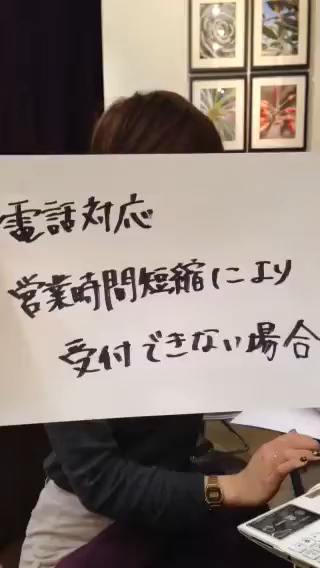 電話対応
営業時間短縮により
受付できない場合